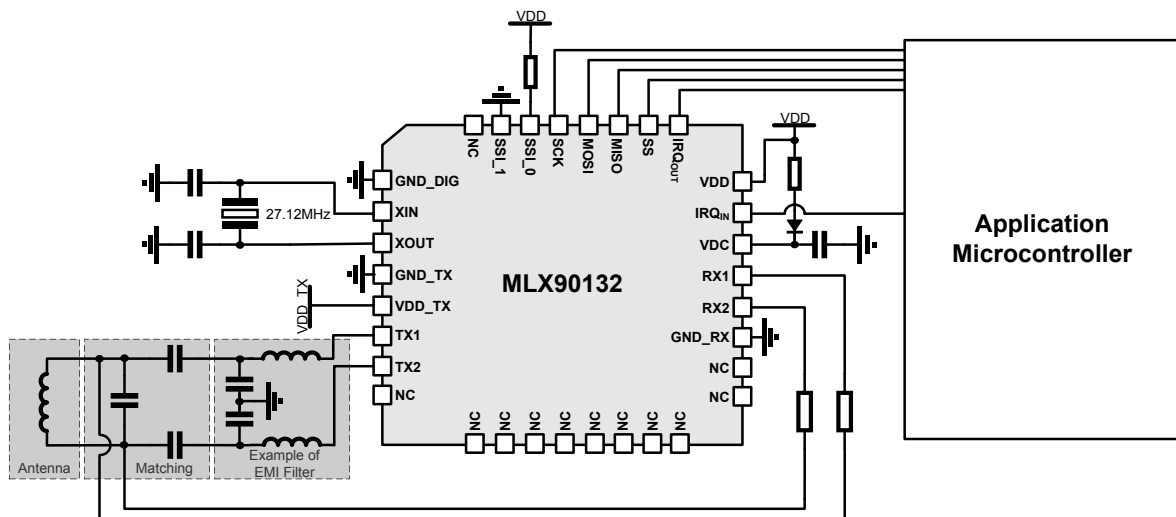 VDD
NC
SSI_1
SSI_0
SCK
MOSI
MISO
SS
IRQOUT
VDD
GND_DIG
XIN
XOUT
GND_TX
VDD_TX
TX1
TX2
NC
27.12MHz
VDD_TX
MLX90132
VDD
IRQIN
VDC
RX1
RX2
GND_RX
NC
NC
Application
Microcontroller
NC
NC
NC
NC
NC
NC
NC
NC
Antenna
Matching
Example of
EMI Filter